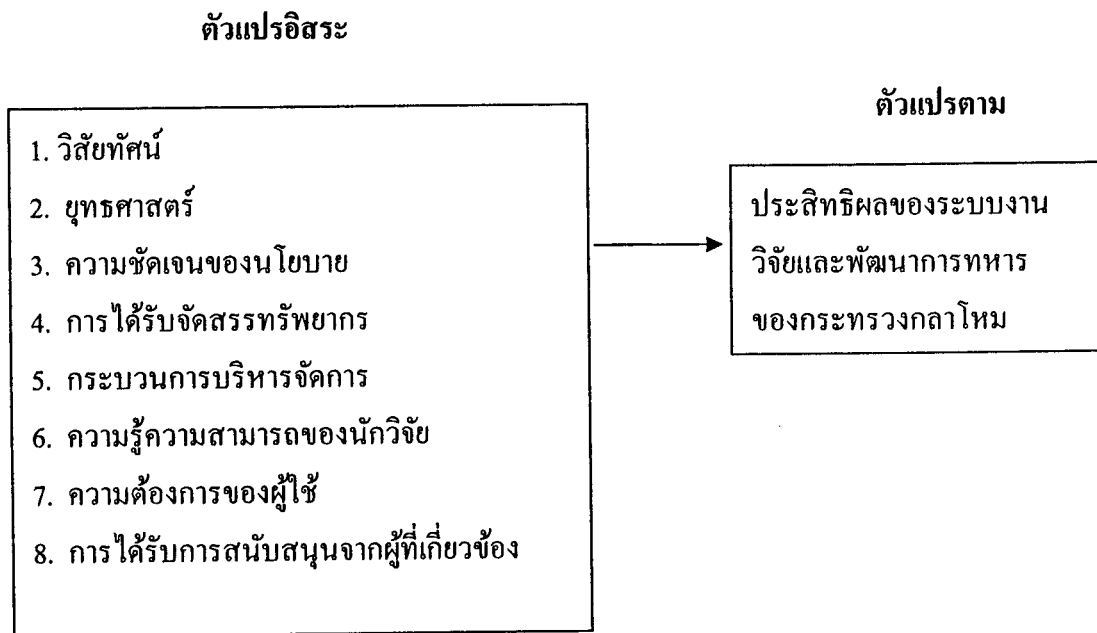 ตัวแปรอิสระ
1. วิสัยทัศน์
2. ยุทธศาสตร์
3. ความชัดเจนของนโยบาย
4. การได้รับจัดสรรทรัพยากร
5. กระบวนการบริหารจัดการ
6. ความรู้ความสามารถของนักวิจัย
7. ความต้องการของผู้ใช้
8. การได้รับการสนับสนุนจากผู้ที่เกี่ยวข้อง
ตัวแปรตาม
ประสิทธิผลของระบบงาน
วิจัยและพัฒนาการทหาร
ของกระทรวงกลาโหม